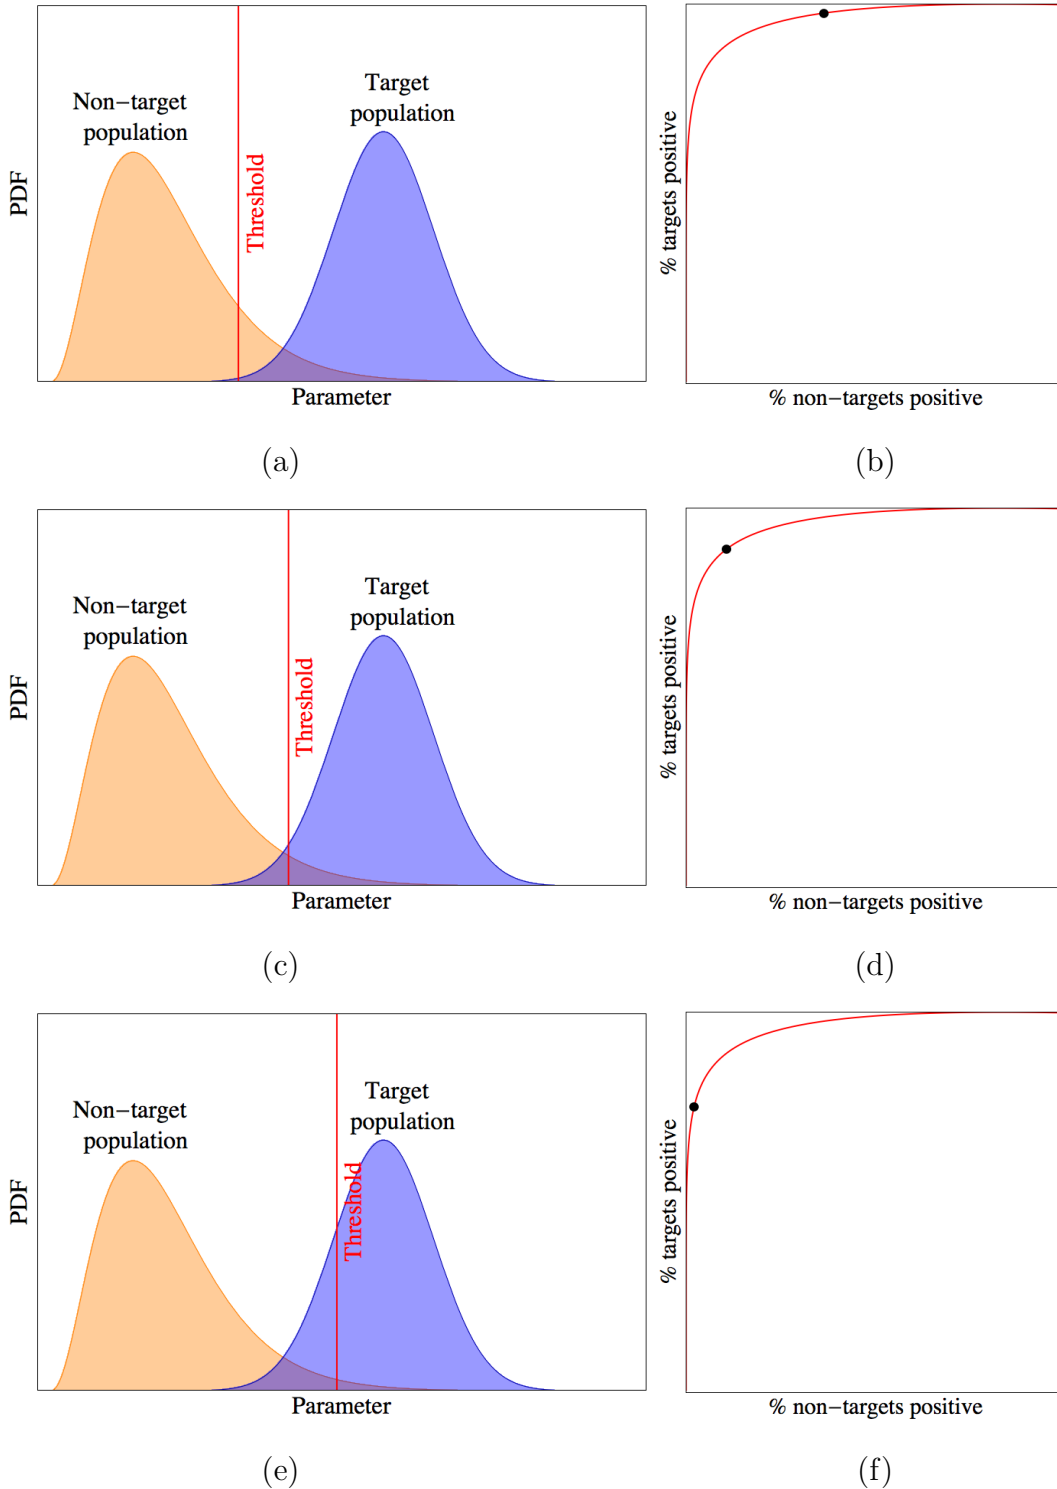 Non−target
population
Target
population
Threshold
PDF
Parameter
(a)
% targets positive
% non−targets positive
(b)
Non−target
population
Target
population
Threshold
PDF
Parameter
(c)
% targets positive
% non−targets positive
(d)
Non−target
population
Target
population
Threshold
PDF
Parameter
(e)
% targets positive
% non−targets positive
(f)